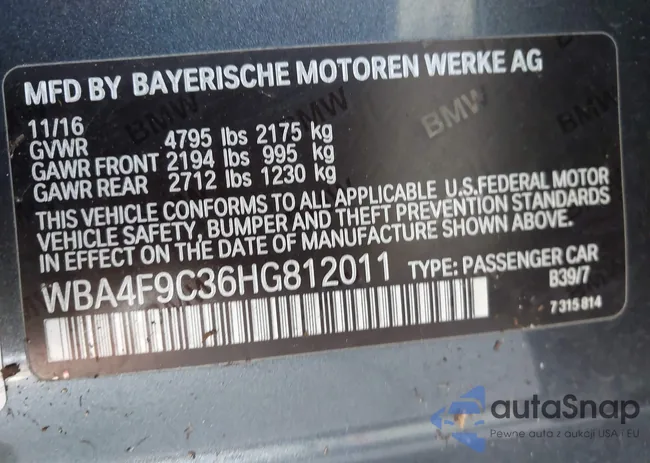 MFD BY BAYERISCHE MOTOREN WERKE AG
11/16
GVWR 4795 lbs 2175 kg
GAWR FRONT 2194 lbs 995 kg
GAWR REAR 2712 lbs 1230 kg
THIS VEHICLE CONFORMS TO ALL APPLICABLE U.S.FEDERAL MOTOR
VEHICLE SAFETY, BUMPER AND THEFT PREVENTION STANDARDS
IN EFFECT ON THE DATE OF MANUFACTURE SHOWN ABOVE.
WBA4F9C36HG812011 TYPE: PASSENGER CAR
B39/7
7 315 814
BMW
BMW
BMW
autaSnap
Pewne auta z aukcji USA i EU